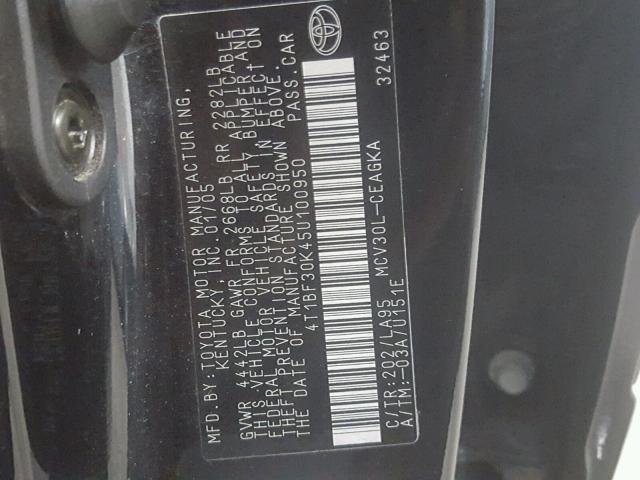 MFD.BY:TOYOTA MOTOR MANUFACTURING,
KENTUCKY, INC.01/05
GVWR 4442LB GAWR FR 2668LB RR 2282LB
THIS VEHICLE CONFORMS TO ALL APPLICABLE
FEDERAL MOTOR VEHICLE SAFETY, BUMPER, AND
THEFT PREVENTION STANDARDS IN EFFECT ON
THE DATE OF MANUFACTURE SHOWN ABOVE.
4T1BF30K45U100950 PASS.CAR
C/TR:202/LA95 MCV30L-CEAGKA
A/TM:-03A/U151E 32463